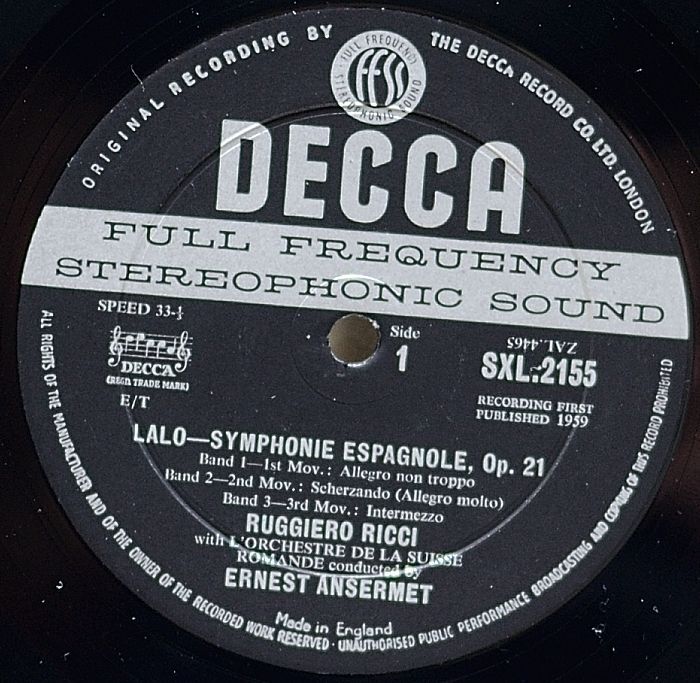 ORIGINAL RECORDING BY
THE DECCA RECORD CO. LTD. LONDON
FULL FREQUENCY
ffss
STEREOPHONIC SOUND
DECCA
FULL FREQUENCY
STEREOPHONIC SOUND
SPEED 33-⅓
DECCA
(REGD. TRADE MARK)
E/T
Side
1
ZAL.4465
SXL.2155
RECORDING FIRST
PUBLISHED 1959
LALO—SYMPHONIE ESPAGNOLE, Op. 21
Band 1—1st Mov.: Allegro non troppo
Band 2—2nd Mov.: Scherzando (Allegro molto)
Band 3—3rd Mov.: Intermezzo
RUGGIERO RICCI
with L'ORCHESTRE DE LA SUISSE
ROMANDE conducted by
ERNEST ANSERMET
Made in England
ALL RIGHTS OF THE MANUFACTURER AND OF THE OWNER OF THE RECORDED WORK RESERVED · UNAUTHORISED PUBLIC PERFORMANCE BROADCASTING AND COPYING OF THIS RECORD PROHIBITED